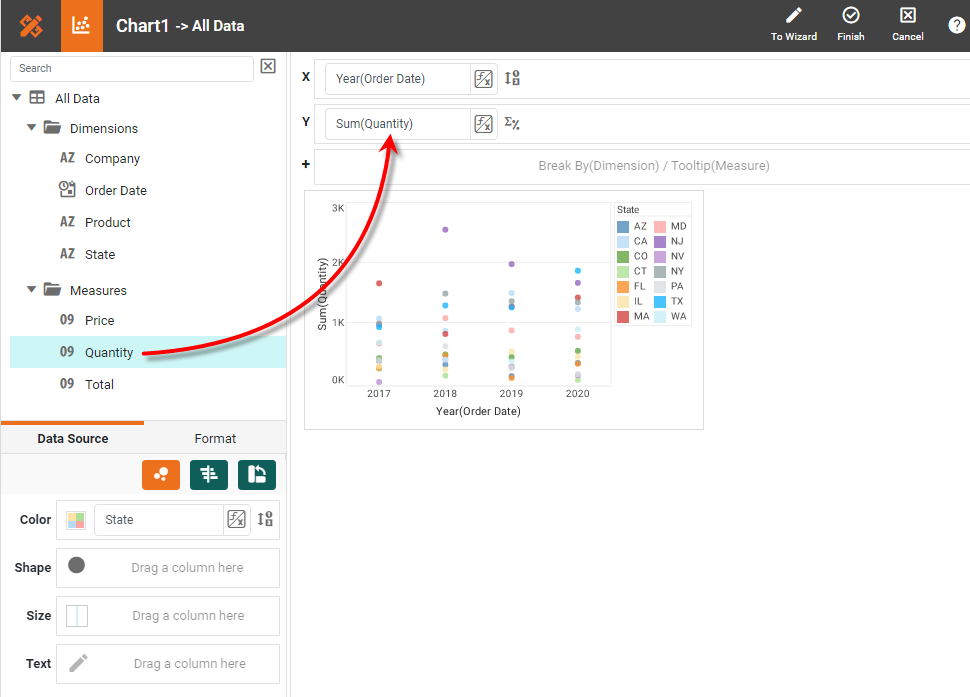 Chart1 -> All Data
To Wizard
Finish
Cancel
?
Search
All Data
Dimensions
AZ Company
Order Date
AZ Product
AZ State
Measures
09 Price
09 Quantity
09 Total
Data Source
Format
Color
State
Shape
Drag a column here
Size
Drag a column here
Text
Drag a column here
X
Year(Order Date)
Y
Sum(Quantity)
+
Break By(Dimension) / Tooltip(Measure)
3K
2K
1K
0K
Sum(Quantity)
2017 2018 2019 2020
Year(Order Date)
State
AZ MD
CA NJ
CO NV
CT NY
FL PA
IL TX
MA WA